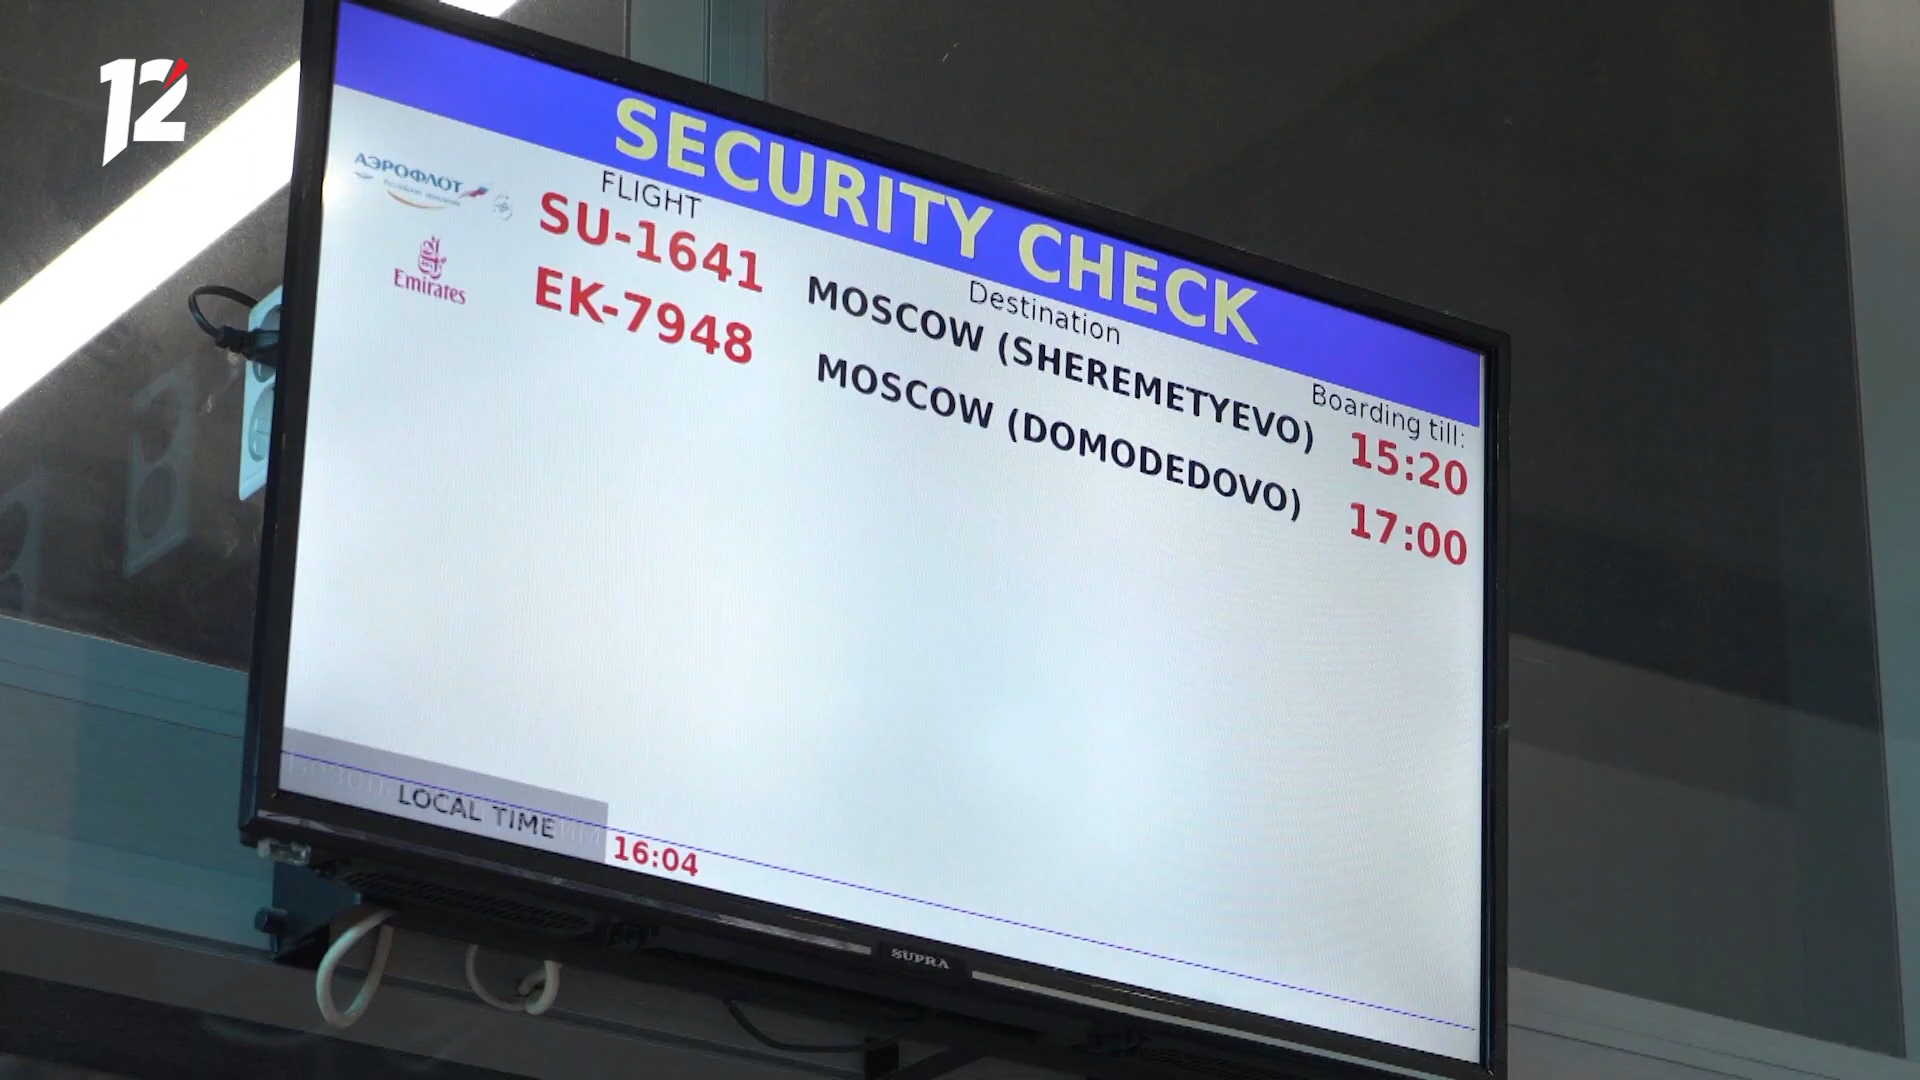 12
SECURITY CHECK
FLIGHT Destination Boarding till:
АЭРОФЛОТ SU-1641 MOSCOW (SHEREMETYEVO) 15:20
Emirates EK-7948 MOSCOW (DOMODEDOVO) 17:00
LOCAL TIME 16:04
SUPRA